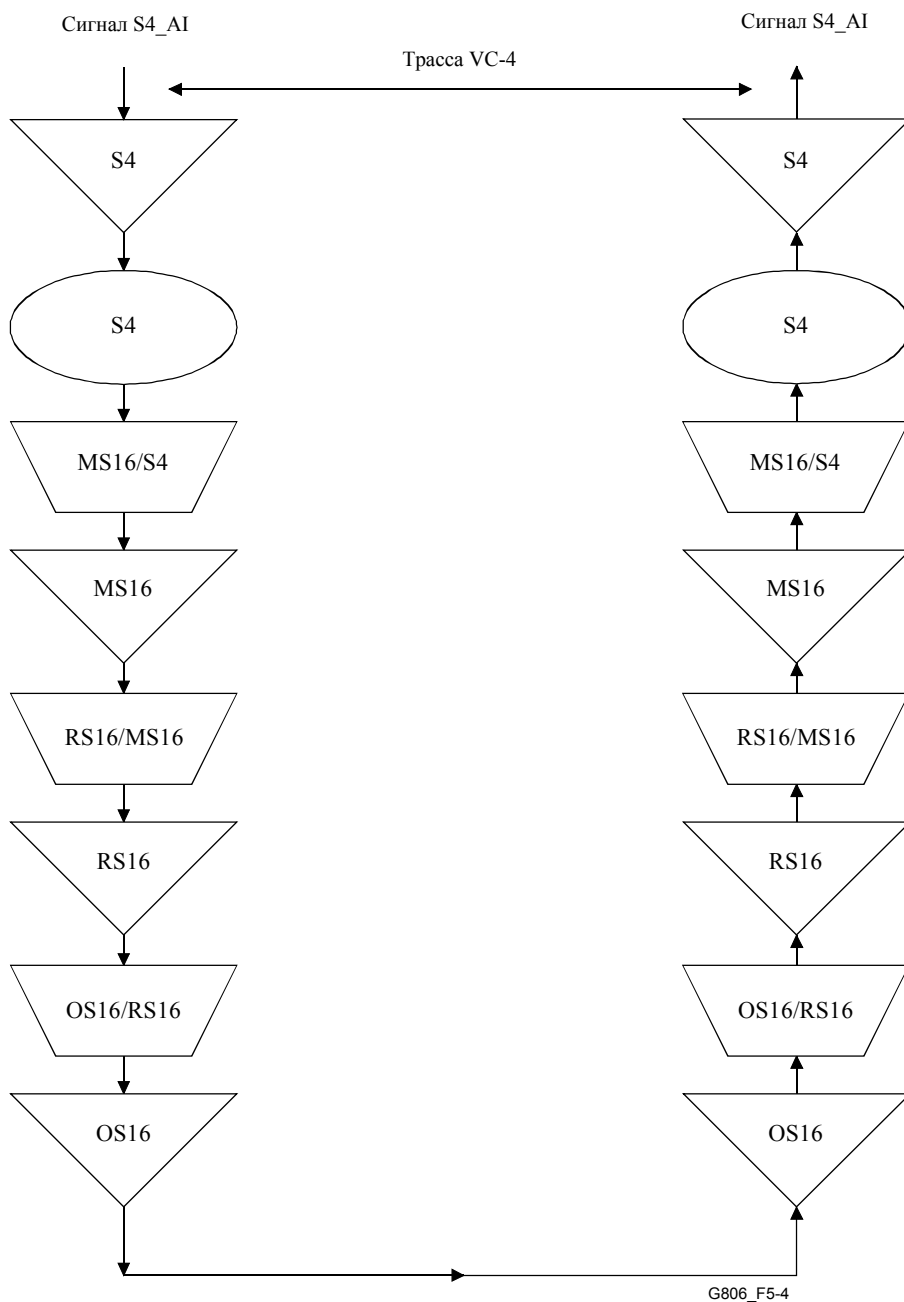 Сигнал S4_AI
Сигнал S4_AI
Трасса VC-4
S4
S4
S4
S4
MS16/S4
MS16/S4
MS16
MS16
RS16/MS16
RS16/MS16
RS16
RS16
OS16/RS16
OS16/RS16
OS16
OS16
G806_F5-4